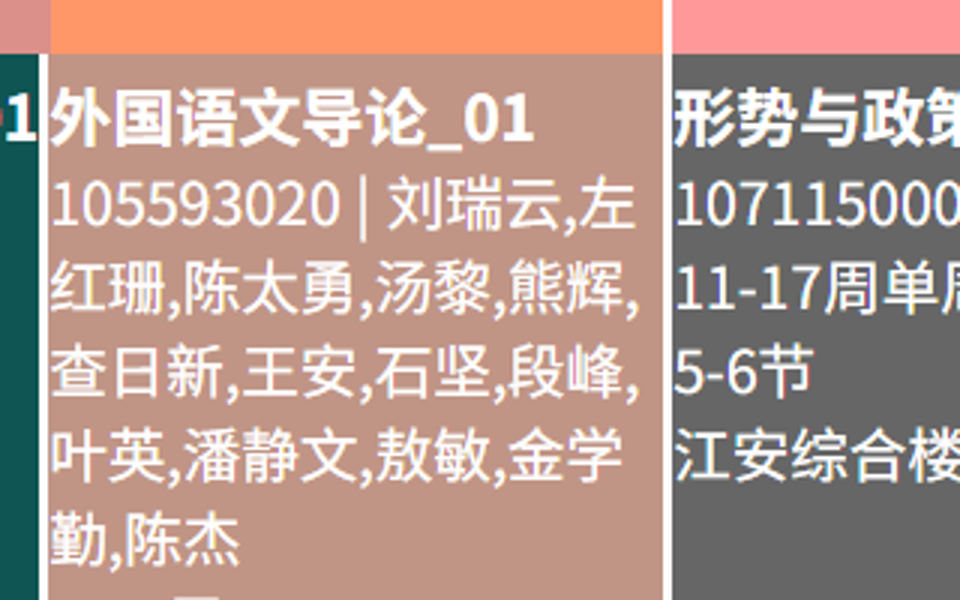 1
外国语文导论_01
105593020 | 刘瑞云,左
红珊,陈太勇,汤黎,熊辉,
查日新,王安,石坚,段峰,
叶英,潘静文,敖敏,金学
勤,陈杰
形势与政策
107115000
11-17周单周
5-6节
江安综合楼